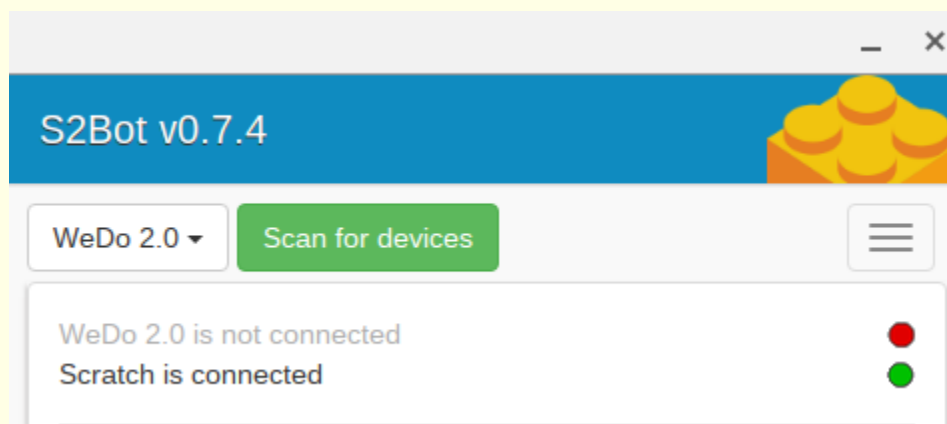 S2Bot v0.7.4
WeDo 2.0 Scan for devices
WeDo 2.0 is not connected
Scratch is connected